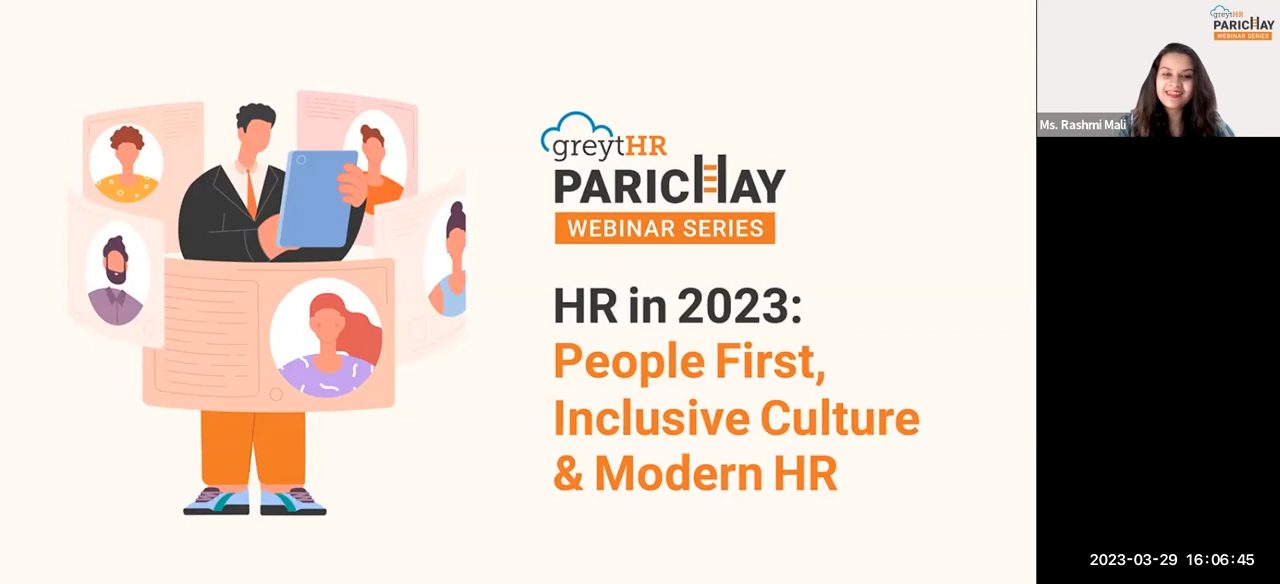 greytHR
PARICHAY
WEBINAR SERIES
HR in 2023:
People First,
Inclusive Culture
& Modern HR
greytHR
PARICHAY
WEBINAR SERIES
Ms. Rashmi Mali
2023-03-29 16:06:45